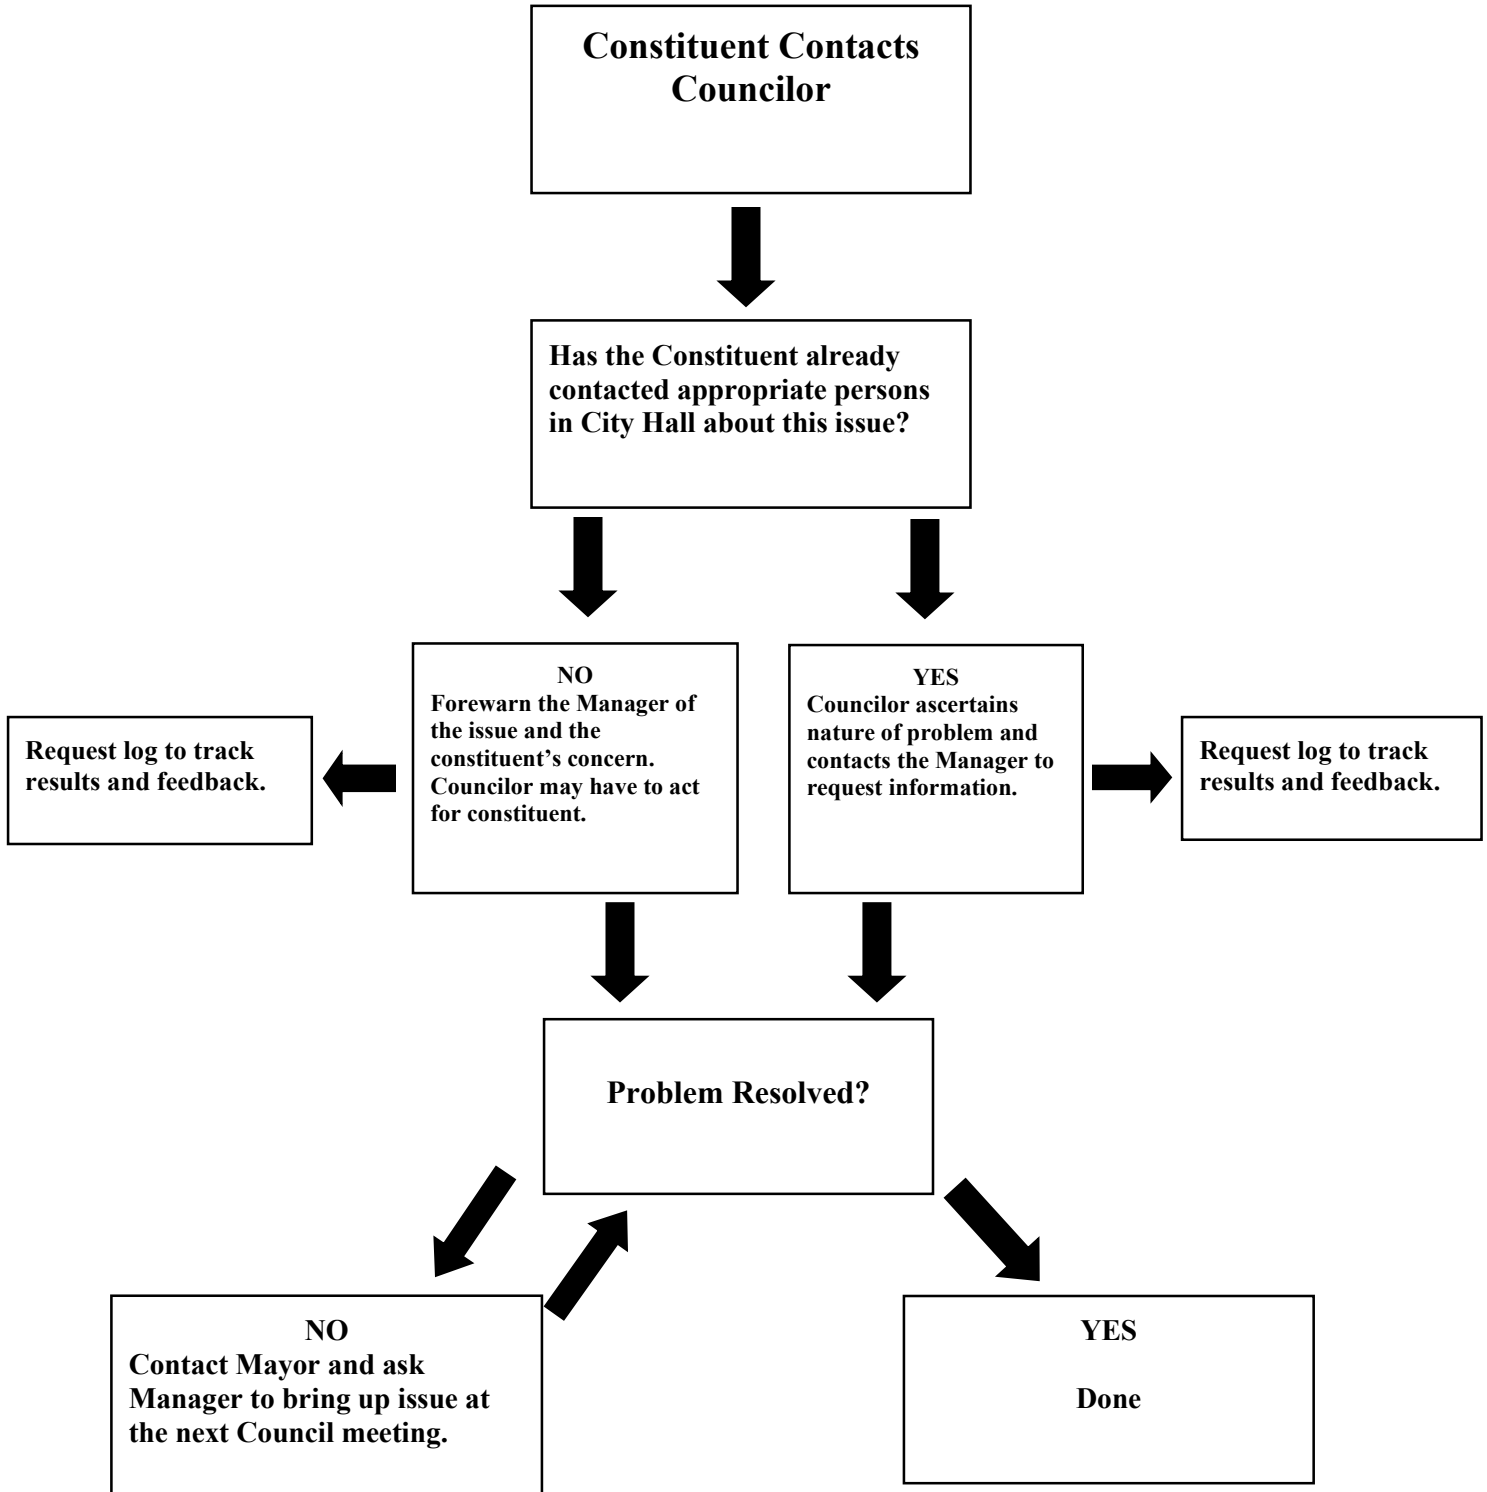 Constituent Contacts
Councilor
Has the Constituent already
contacted appropriate persons
in City Hall about this issue?
NO
Forewarn the Manager of
the issue and the
constituent’s concern.
Councilor may have to act
for constituent.
YES
Councilor ascertains
nature of problem and
contacts the Manager to
request information.
Request log to track
results and feedback.
Request log to track
results and feedback.
Problem Resolved?
NO
Contact Mayor and ask
Manager to bring up issue at
the next Council meeting.
YES
Done